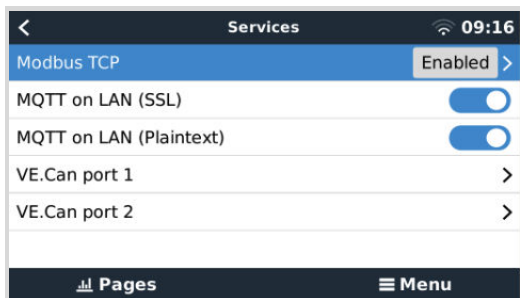 Services 09:16
Modbus TCP Enabled
MQTT on LAN (SSL)
MQTT on LAN (Plaintext)
VE.Can port 1
VE.Can port 2
Pages Menu